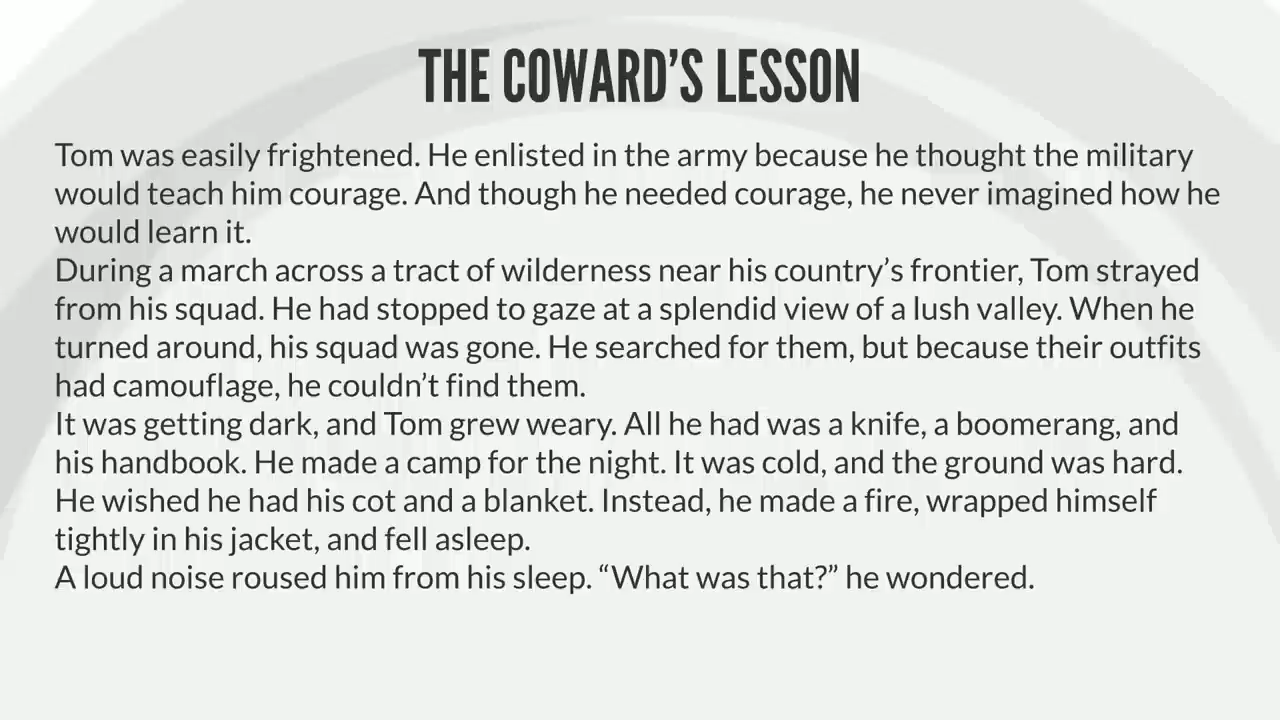 THE COWARD’S LESSON
Tom was easily frightened. He enlisted in the army because he thought the military
would teach him courage. And though he needed courage, he never imagined how he
would learn it.
During a march across a tract of wilderness near his country’s frontier, Tom strayed
from his squad. He had stopped to gaze at a splendid view of a lush valley. When he
turned around, his squad was gone. He searched for them, but because their outfits
had camouflage, he couldn’t find them.
It was getting dark, and Tom grew weary. All he had was a knife, a boomerang, and
his handbook. He made a camp for the night. It was cold, and the ground was hard.
He wished he had his cot and a blanket. Instead, he made a fire, wrapped himself
tightly in his jacket, and fell asleep.
A loud noise roused him from his sleep. “What was that?” he wondered.